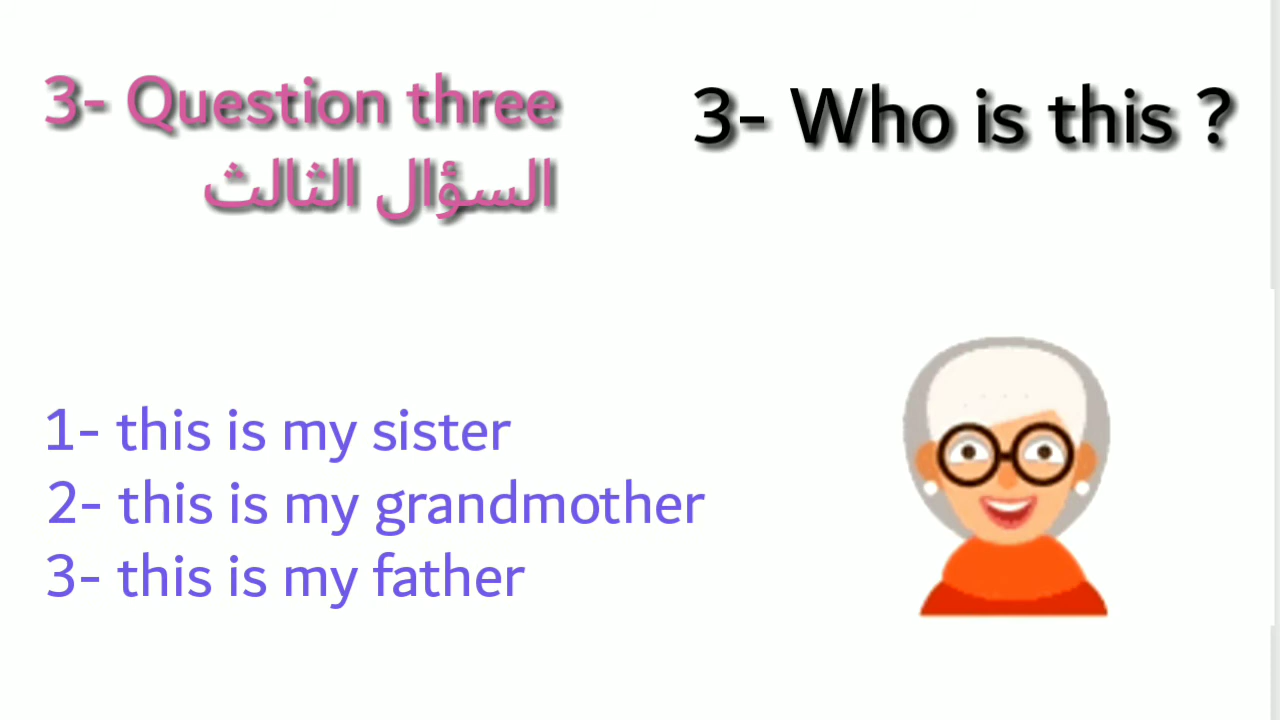 3- Question three
السؤال الثالث
3- Who is this ?
1- this is my sister
2- this is my grandmother
3- this is my father